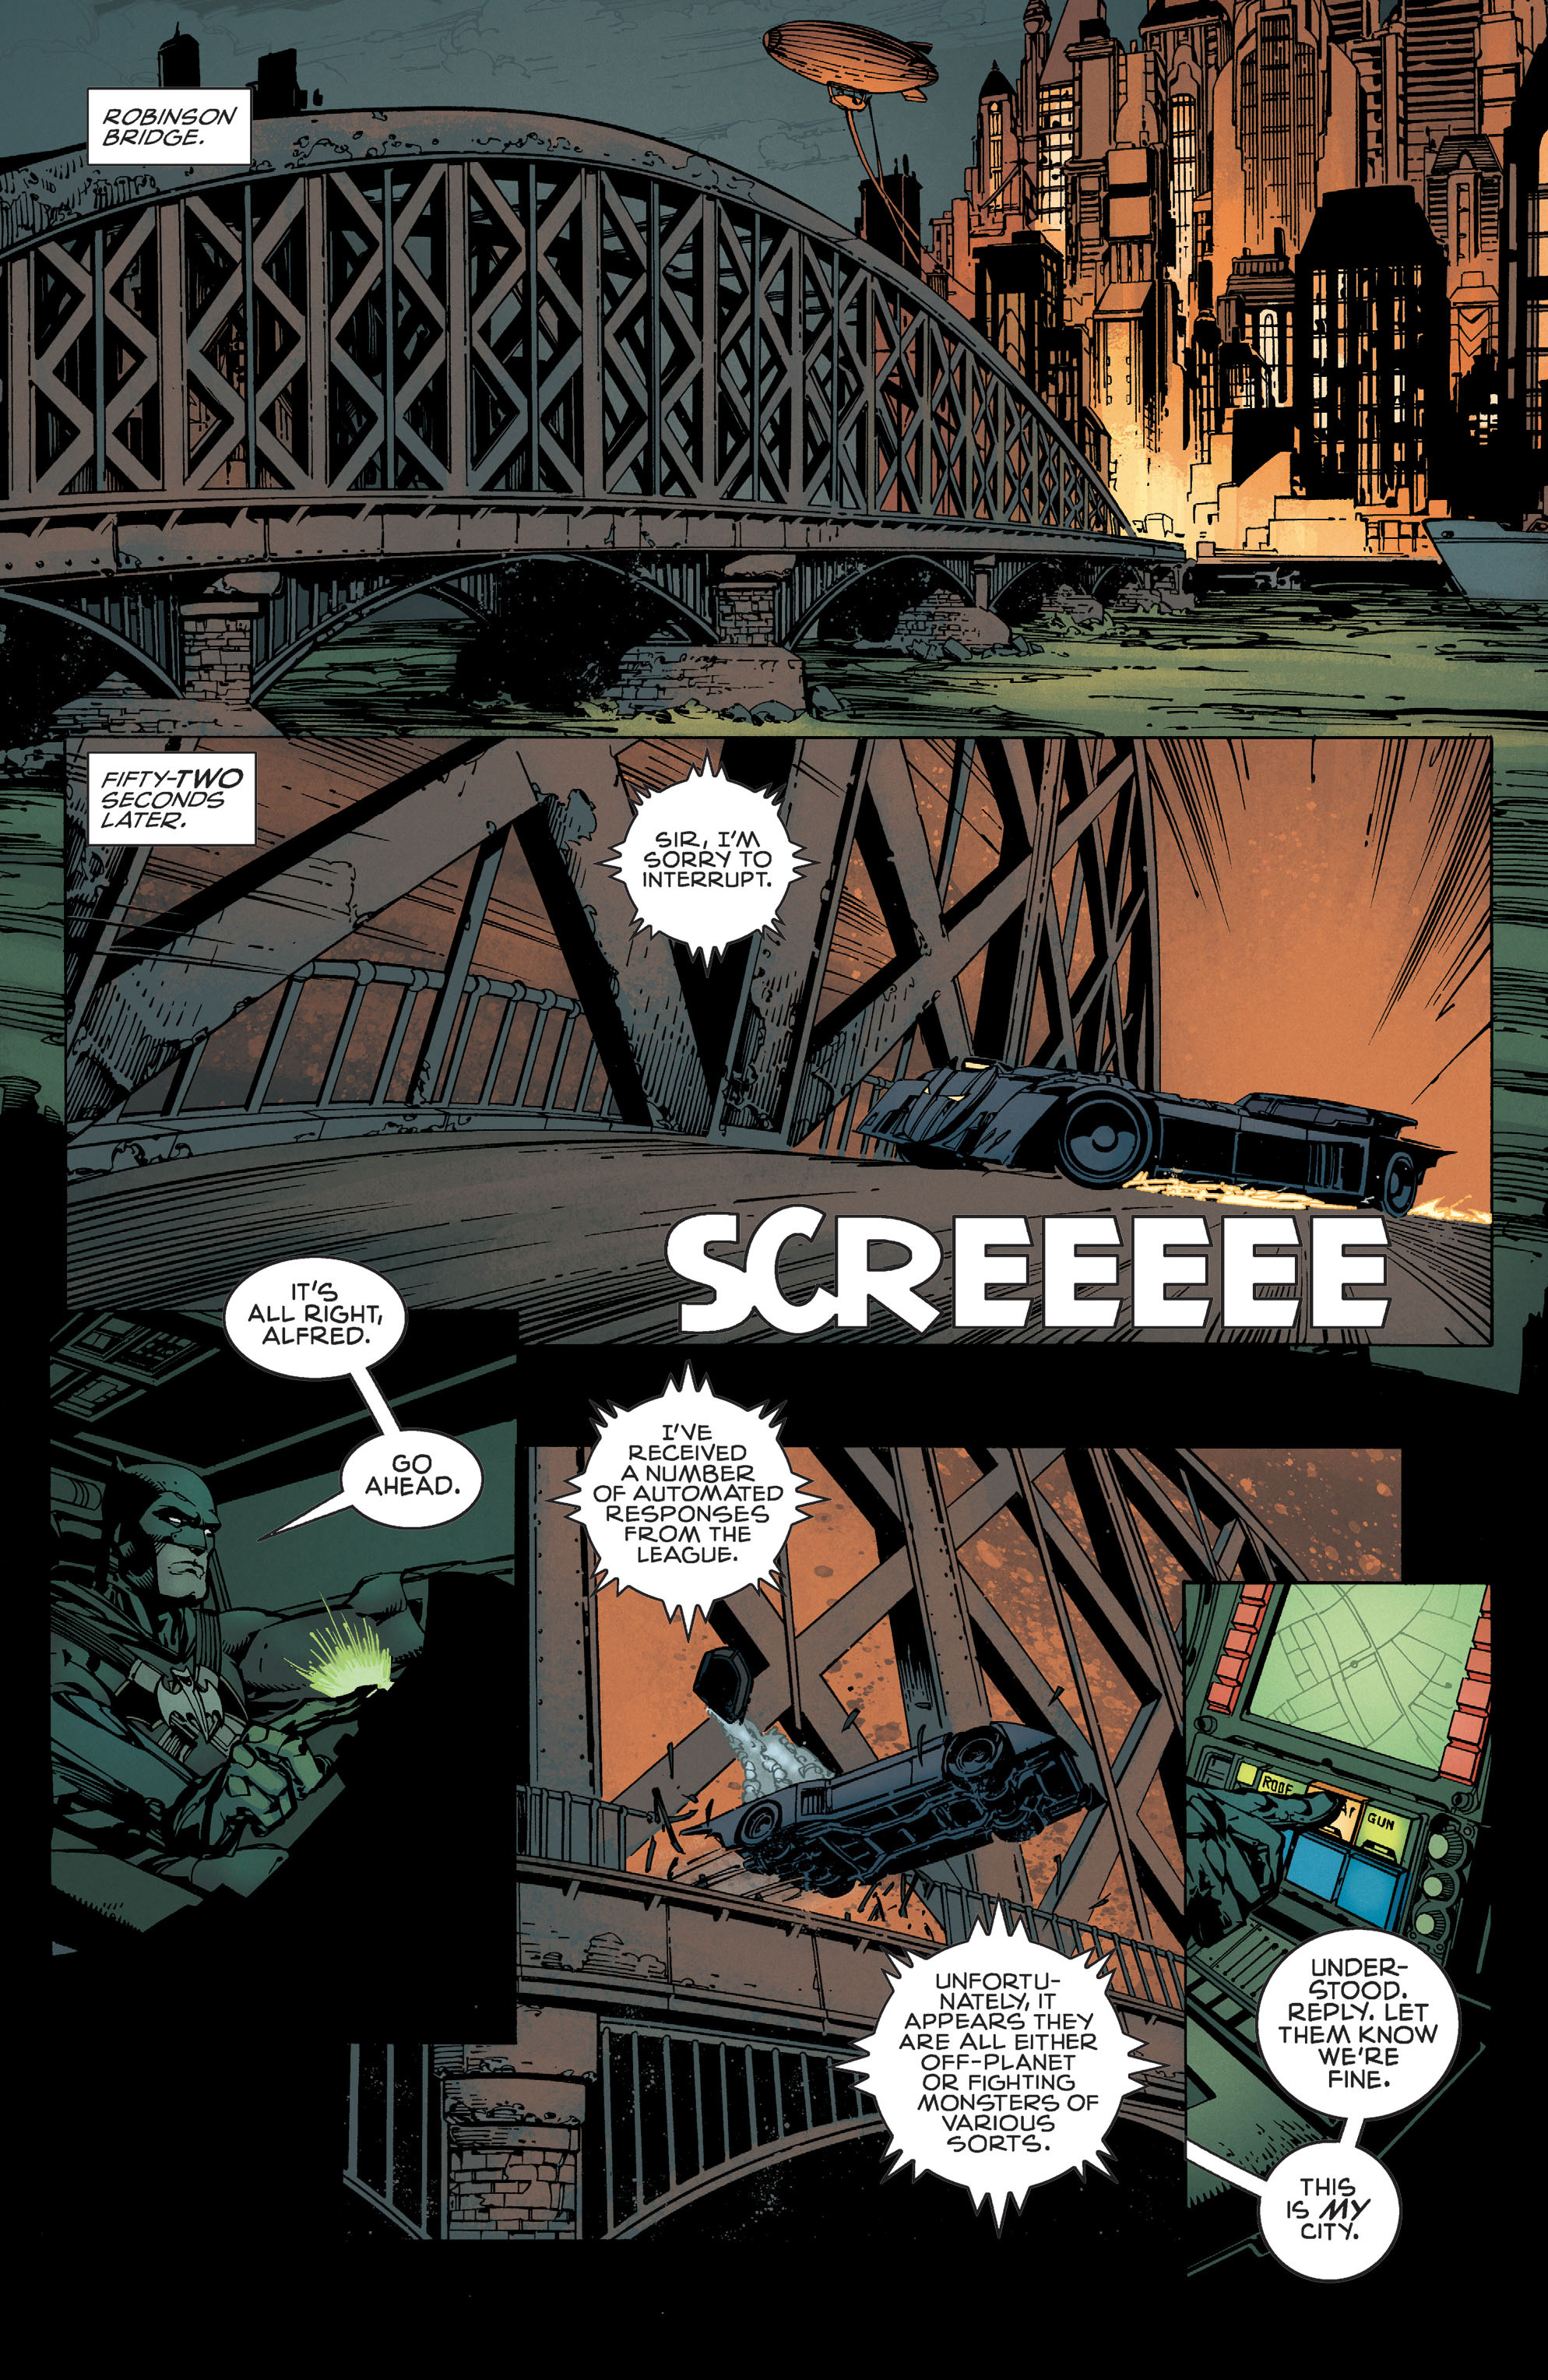 ROBINSON
BRIDGE.
FIFTY-TWO
SECONDS
LATER.
SIR, I'M
SORRY TO
INTERRUPT.
SCREEEEE
IT'S
ALL RIGHT,
ALFRED.
GO
AHEAD.
I'VE
RECEIVED
A NUMBER
OF AUTOMATED
RESPONSES
FROM THE
LEAGUE.
UNFORTU-
NATELY, IT
APPEARS THEY
ARE ALL EITHER
OFF-PLANET
OR FIGHTING
MONSTERS OF
VARIOUS
SORTS.
ROOF
GUN
UNDER-
STOOD.
REPLY. LET
THEM KNOW
WE'RE
FINE.
THIS
IS MY
CITY.